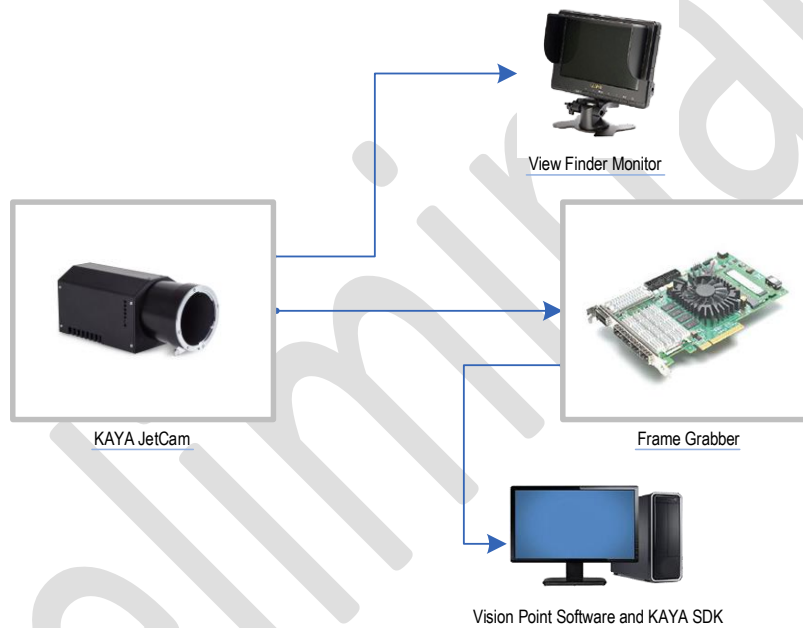 View Finder Monitor
KAYA JetCam
Frame Grabber
Vision Point Software and KAYA SDK